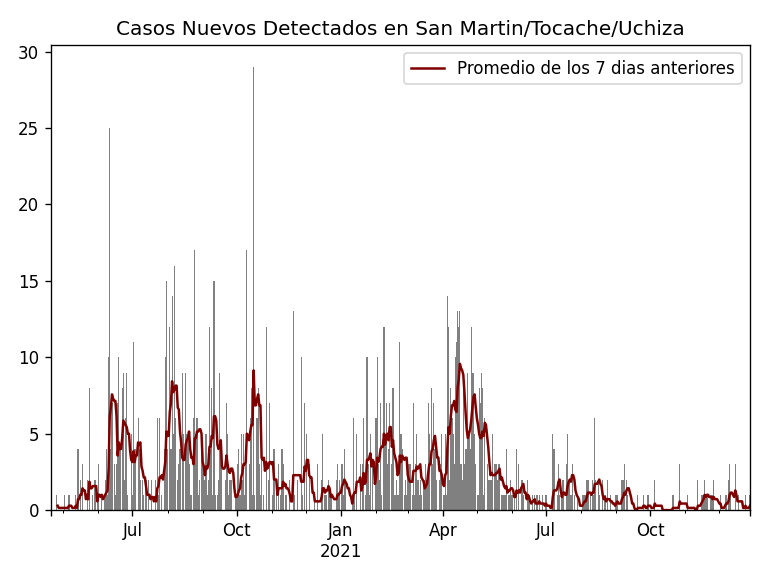 Casos Nuevos Detectados en San Martin/Tocache/Uchiza
Promedio de los 7 dias anteriores
30
25
20
15
10
5
0
Jul Oct Jan Apr Jul Oct
2021